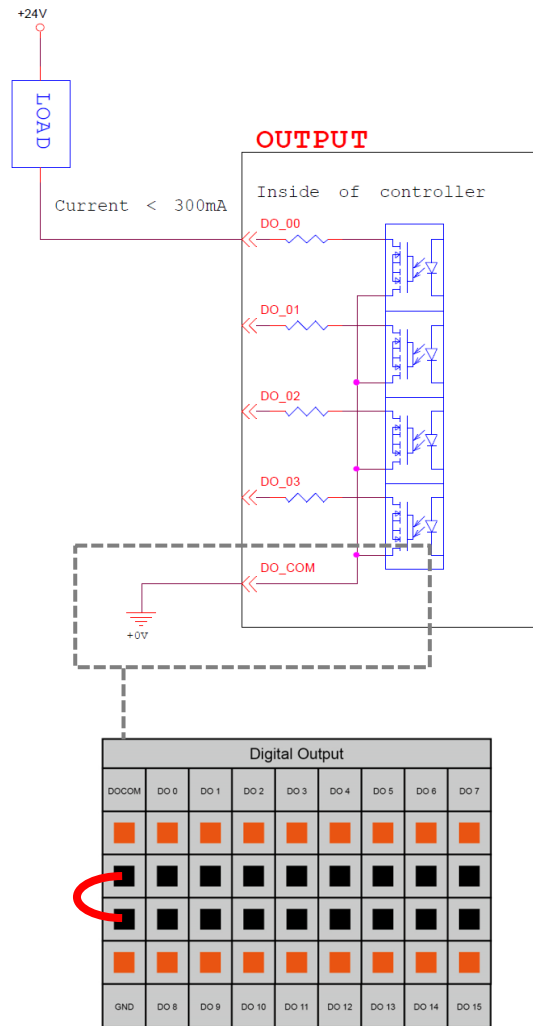 +24V
LOAD
OUTPUT
Inside of controller
Current < 300mA
DO_00
DO_01
DO_02
DO_03
DO_COM
+0V
Digital Output
DOCOM DO 0 DO 1 DO 2 DO 3 DO 4 DO 5 DO 6 DO 7
GND DO 8 DO 9 DO 10 DO 11 DO 12 DO 13 DO 14 DO 15